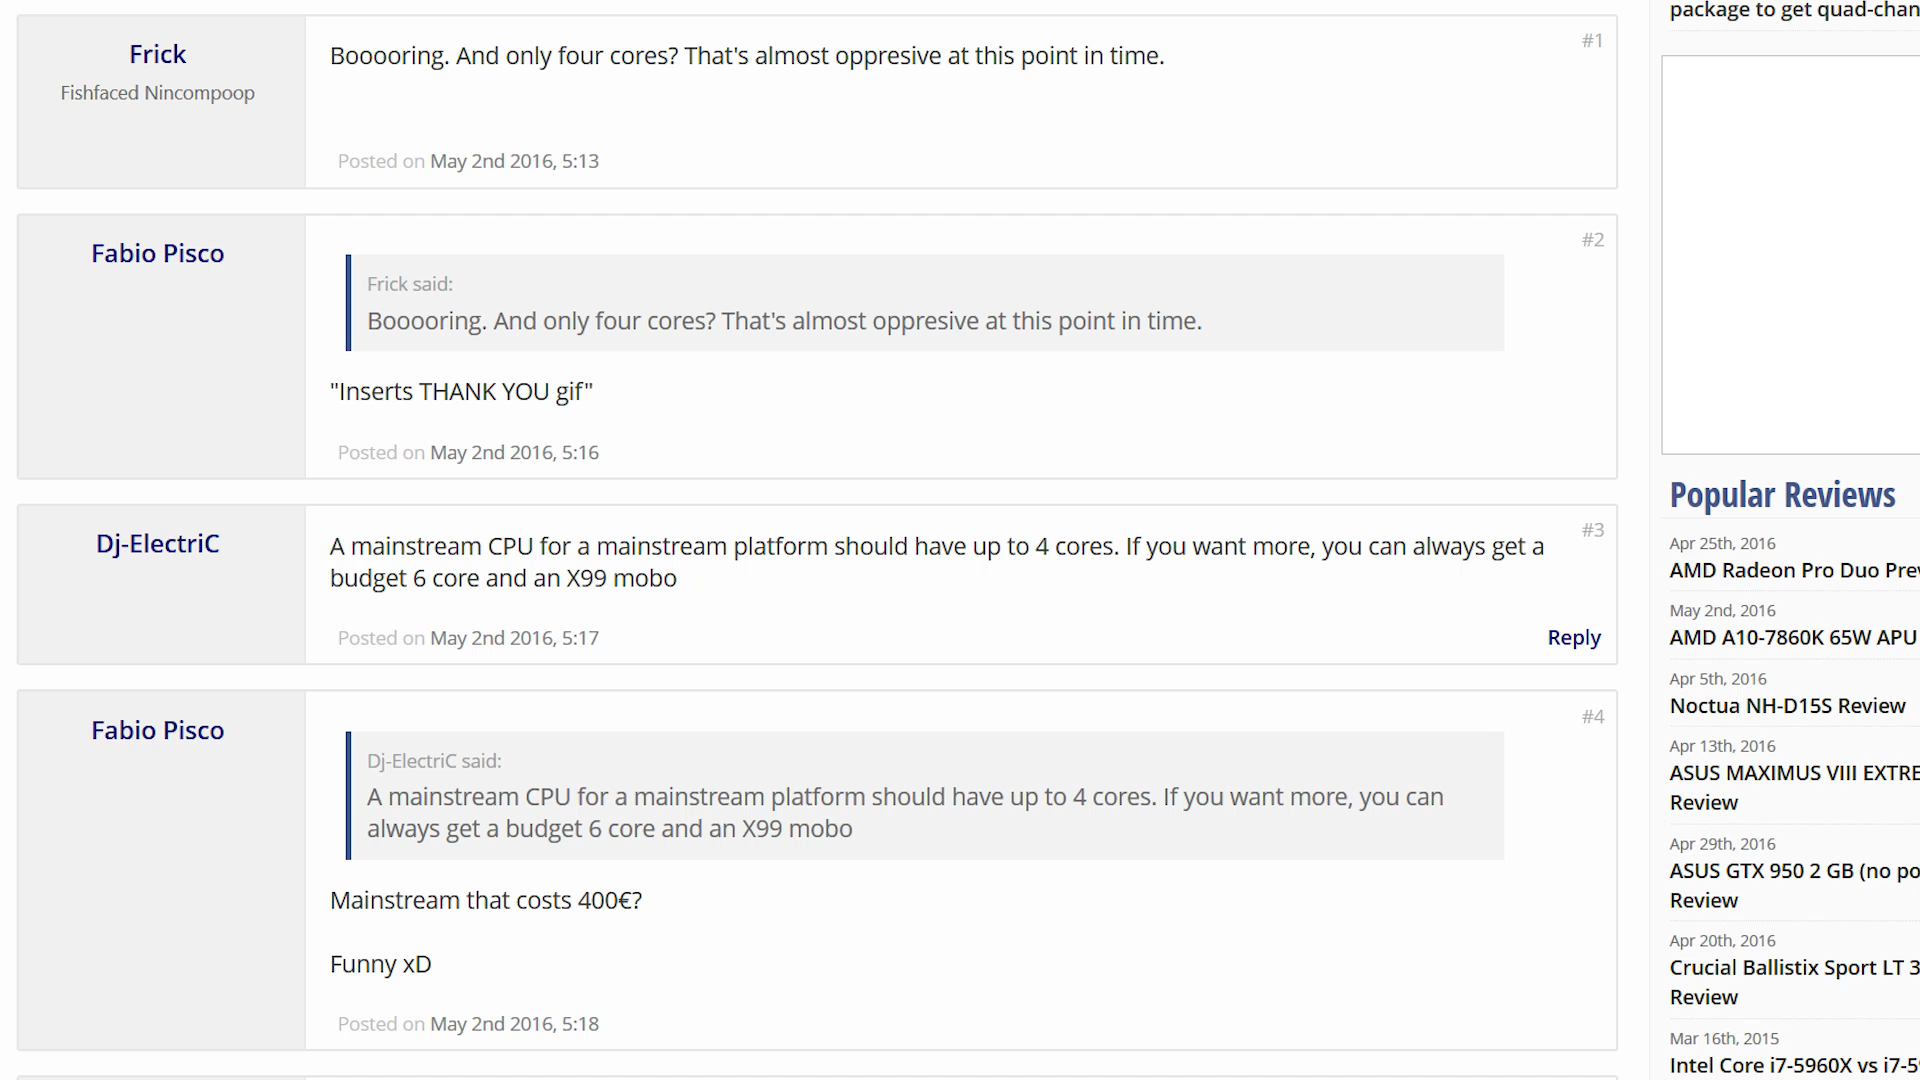 Frick
Fishfaced Nincompoop
Booooring. And only four cores? That's almost oppresive at this point in time.
#1
Posted on May 2nd 2016, 5:13
Fabio Pisco
#2
Frick said:
Booooring. And only four cores? That's almost oppresive at this point in time.
"Inserts THANK YOU gif"
Posted on May 2nd 2016, 5:16
Dj-ElectriC
#3
A mainstream CPU for a mainstream platform should have up to 4 cores. If you want more, you can always get a
budget 6 core and an X99 mobo
Posted on May 2nd 2016, 5:17
Reply
Fabio Pisco
#4
Dj-ElectriC said:
A mainstream CPU for a mainstream platform should have up to 4 cores. If you want more, you can
always get a budget 6 core and an X99 mobo
Mainstream that costs 400€?
Funny xD
Posted on May 2nd 2016, 5:18
package to get quad-chan
Popular Reviews
Apr 25th, 2016
AMD Radeon Pro Duo Prev
May 2nd, 2016
AMD A10-7860K 65W APU
Apr 5th, 2016
Noctua NH-D15S Review
Apr 13th, 2016
ASUS MAXIMUS VIII EXTRE
Review
Apr 29th, 2016
ASUS GTX 950 2 GB (no po
Review
Apr 20th, 2016
Crucial Ballistix Sport LT 3
Review
Mar 16th, 2015
Intel Core i7-5960X vs i7-5